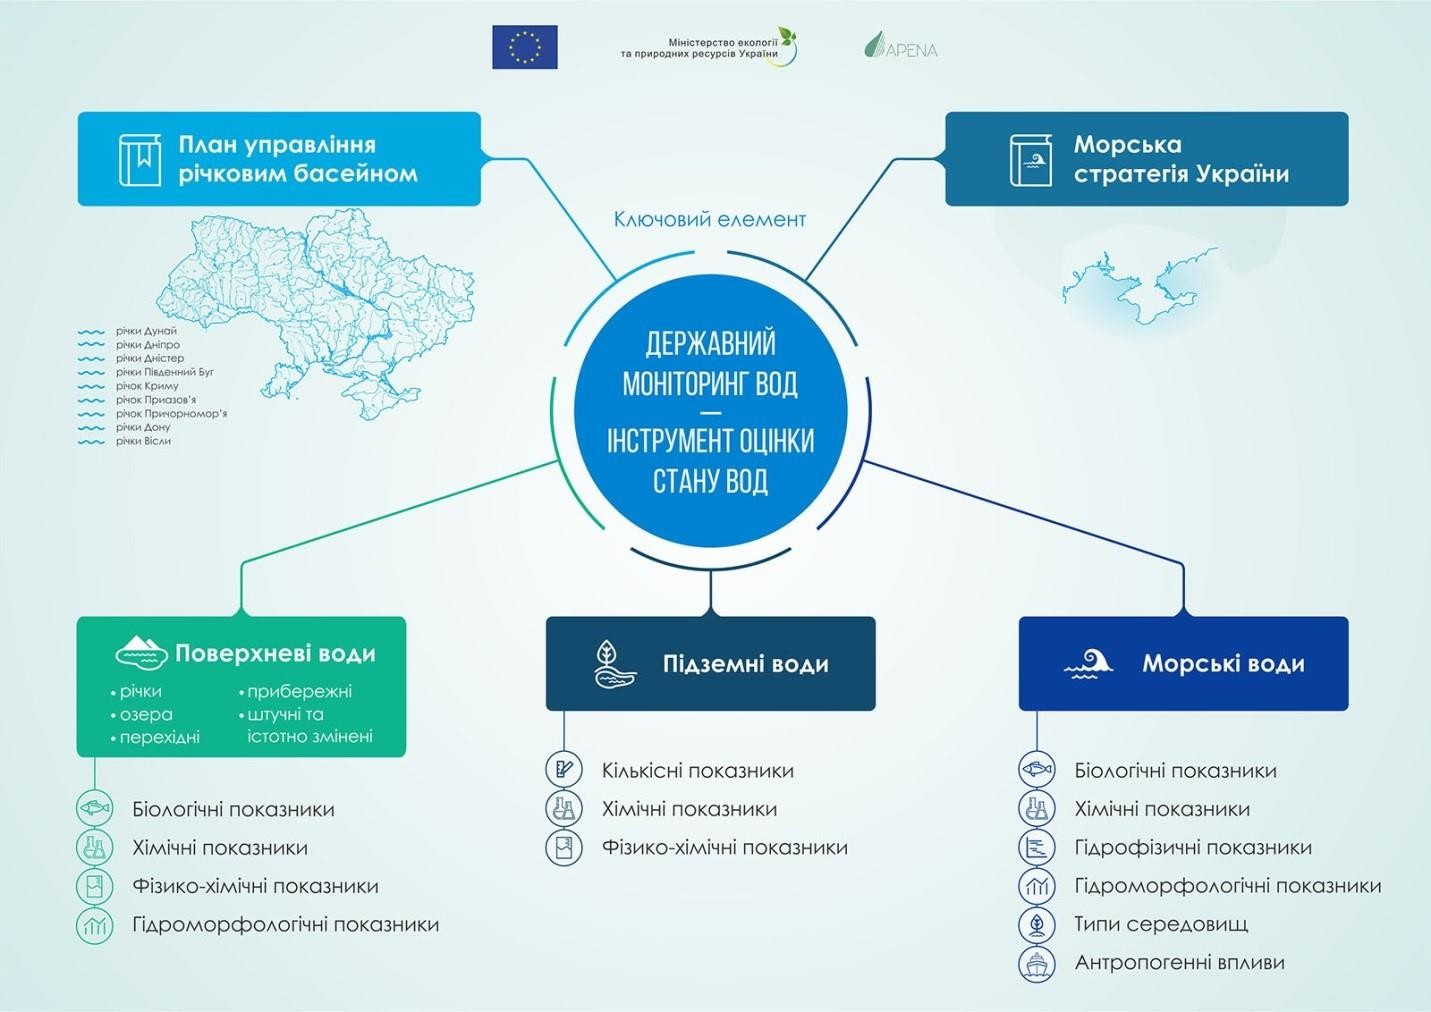 Міністерство екології
та природних ресурсів України
APENA
План управління
річковим басейном
Морська
стратегія України
Ключовий елемент
річки Дунай
річки Дніпро
річки Дністер
річки Південний Буг
річок Криму
річок Приазов'я
річок Причорномор'я
річки Дону
річки Вісли
ДЕРЖАВНИЙ
МОНІТОРИНГ ВОД
—
ІНСТРУМЕНТ ОЦІНКИ
СТАНУ ВОД
Поверхневі води
• річки
• озера
• перехідні
• прибережні
• штучні та
істотно змінені
Біологічні показники
Хімічні показники
Фізико-хімічні показники
Гідроморфологічні показники
Підземні води
Кількісні показники
Хімічні показники
Фізико-хімічні показники
Морські води
Біологічні показники
Хімічні показники
Гідрофізичні показники
Гідроморфологічні показники
Типи середовищ
Антропогенні впливи